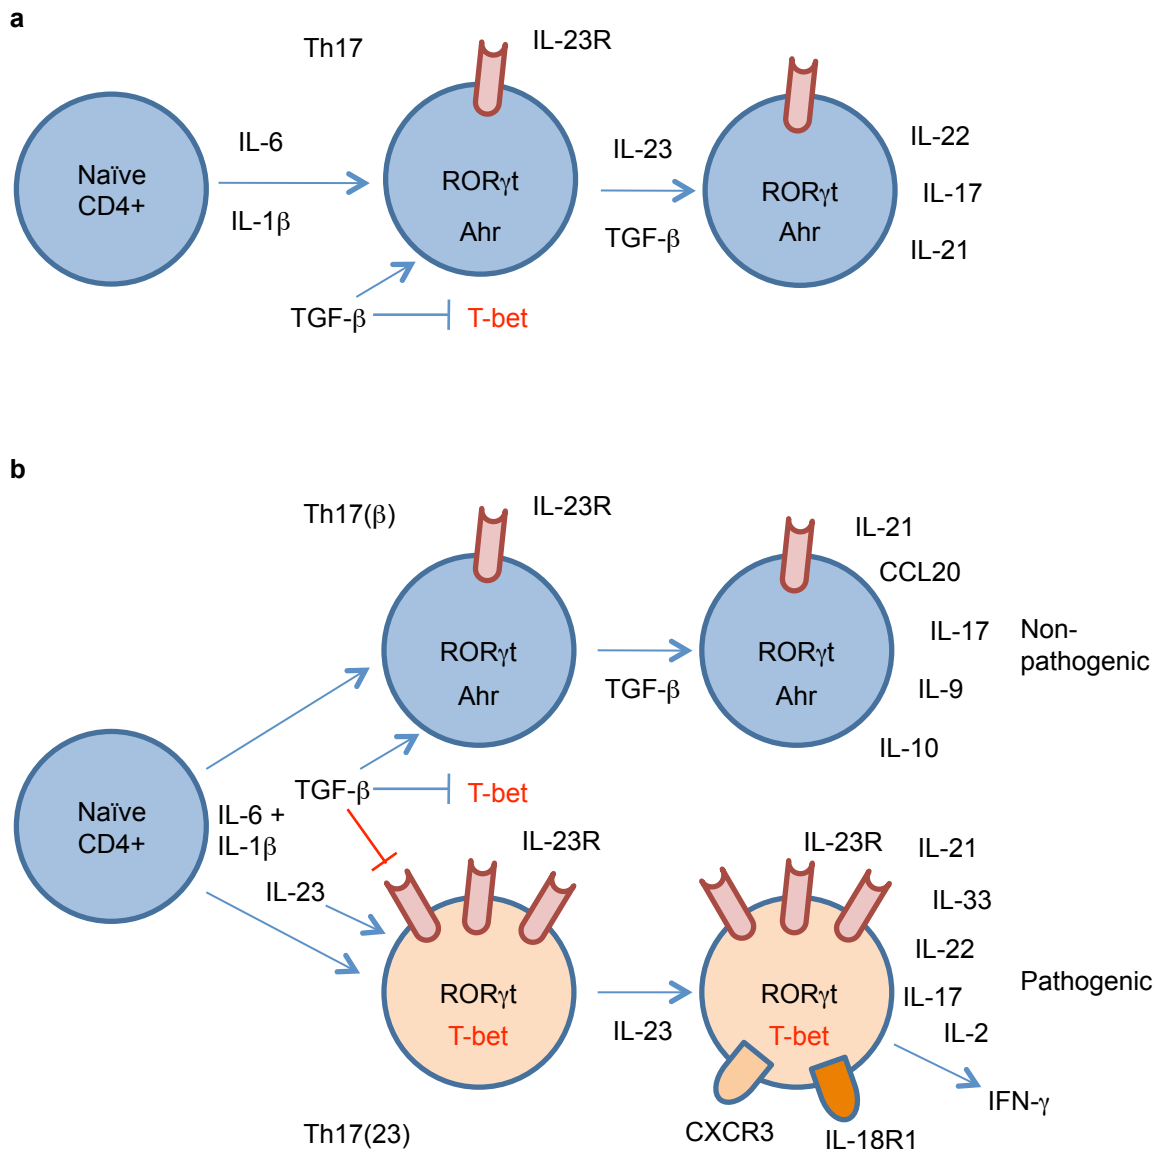 a
Th17
IL-23R
Naïve
CD4+
IL-6
IL-1β
RORγt
Ahr
IL-23
TGF-β
RORγt
Ahr
IL-22
IL-17
IL-21
TGF-β
T-bet
b
Th17(β)
IL-23R
RORγt
Ahr
TGF-β
RORγt
Ahr
IL-21
CCL20
IL-17
IL-9
IL-10
Non-
pathogenic
Naïve
CD4+
TGF-β
T-bet
IL-6 +
IL-1β
IL-23
IL-23R
RORγt
T-bet
IL-23
IL-23R
RORγt
T-bet
IL-21
IL-33
IL-22
IL-17
IL-2
Pathogenic
IFN-γ
CXCR3
IL-18R1
Th17(23)